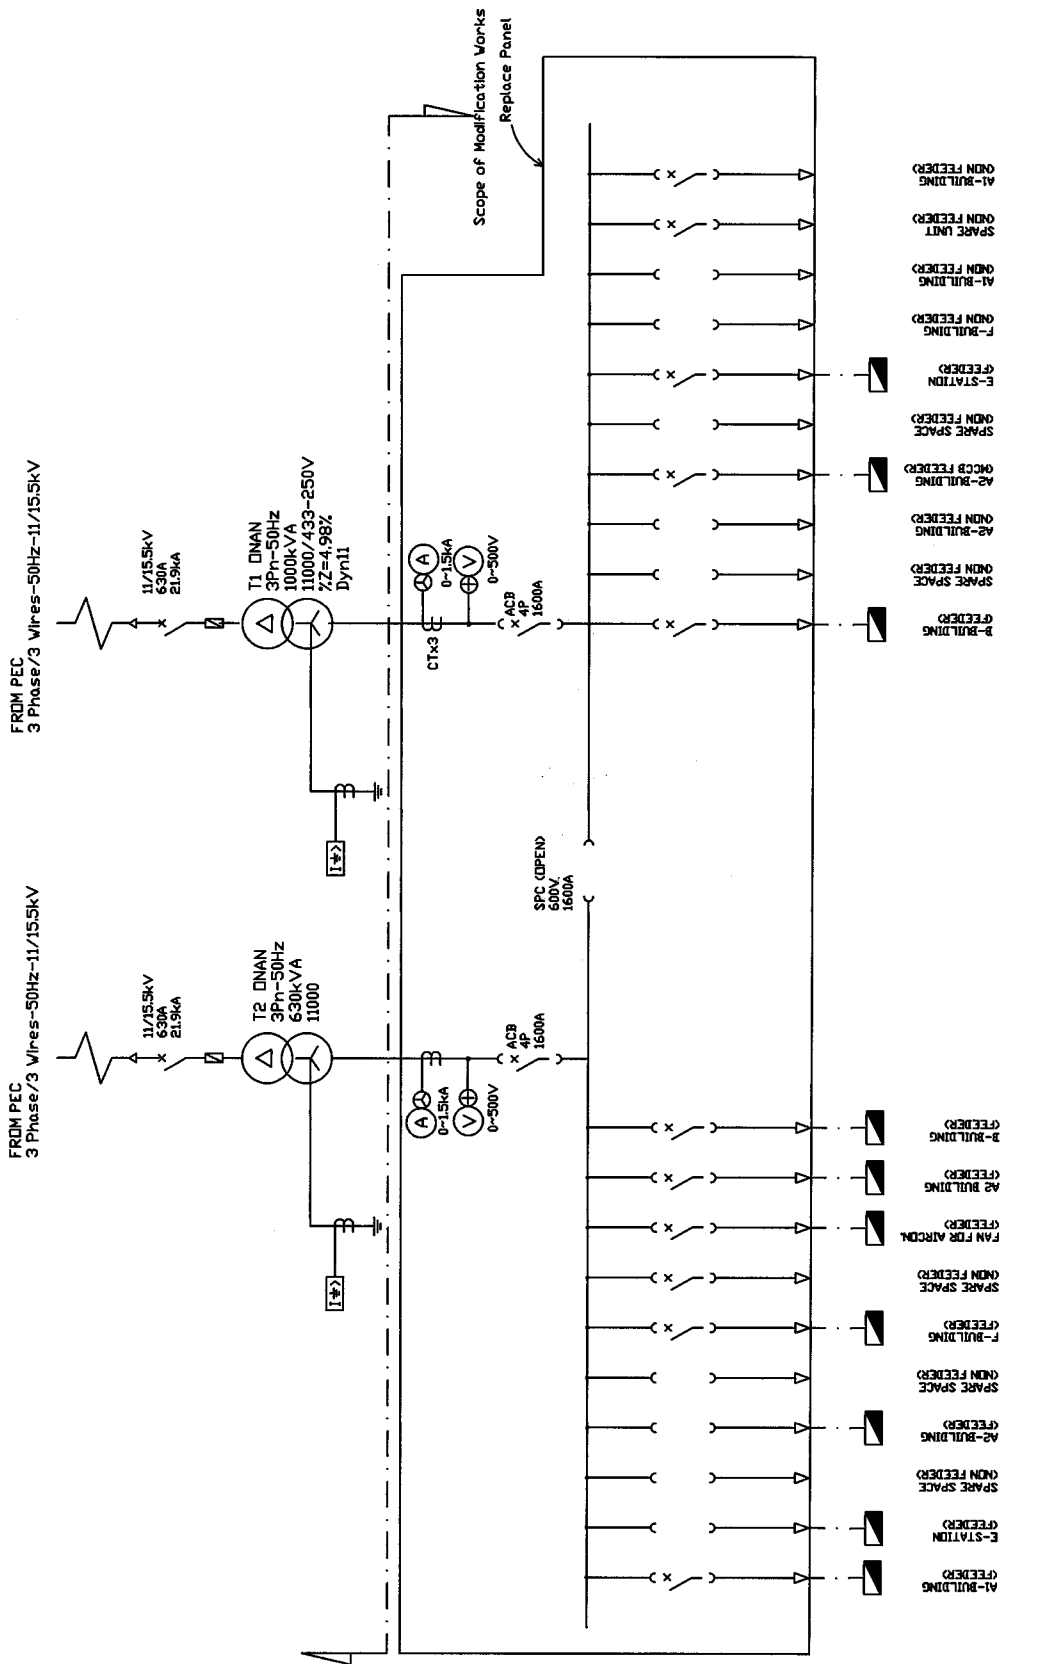 FROM PEC
3 Phase/3 Wires-50Hz-11/15.5kV
11/15.5kV
630A
21.9kA
T2 ONAN
3Pn-50Hz
630kVA
11000
I⏚>
A
0~1.5kA
V
0~500V
ACB
4P
1600A
FROM PEC
3 Phase/3 Wires-50Hz-11/15.5kV
11/15.5kV
630A
21.9kA
T1 ONAN
3Pn-50Hz
1000kVA
11000/433-250V
%Z=4.98%
Dyn11
I⏚>
CTx3
A
0~1.5kA
V
0~500V
ACB
4P
1600A
SPC (OPEN)
600V,
1600A
Scope of Modification Works
Replace Panel
A1-BUILDING
(FEEDER)
E-STATION
(FEEDER)
SPARE SPACE
(NON FEEDER)
A2-BUILDING
(FEEDER)
SPARE SPACE
(NON FEEDER)
F-BUILDING
(FEEDER)
SPARE SPACE
(NON FEEDER)
FAN FOR AIRCON.
(FEEDER)
A2 BUILDING
(FEEDER)
B-BUILDING
(FEEDER)
B-BUILDING
(FEEDER)
SPARE SPACE
(NON FEEDER)
A2-BUILDING
(NON FEEDER)
A2-BUILDING
(MCCB FEEDER)
SPARE SPACE
(NON FEEDER)
E-STATION
(FEEDER)
F-BUILDING
(NON FEEDER)
A1-BUILDING
(NON FEEDER)
SPARE UNIT
(NON FEEDER)
A1-BUILDING
(NON FEEDER)